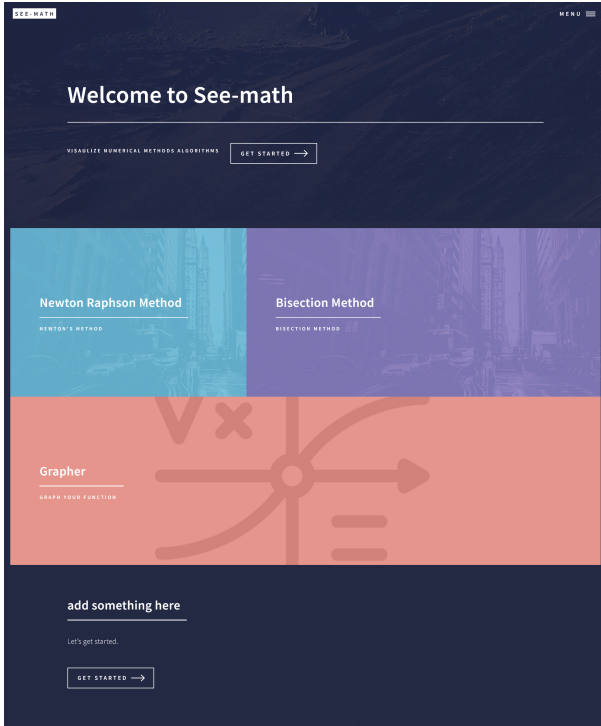 SEE-MATH
MENU
Welcome to See-math
VISAULIZE NUMERICAL METHODS ALGORITHMS
GET STARTED
Newton Raphson Method
NEWTON'S METHOD
Bisection Method
BISECTION METHOD
Grapher
GRAPH YOUR FUNCTION
add something here
Let's get started.
GET STARTED